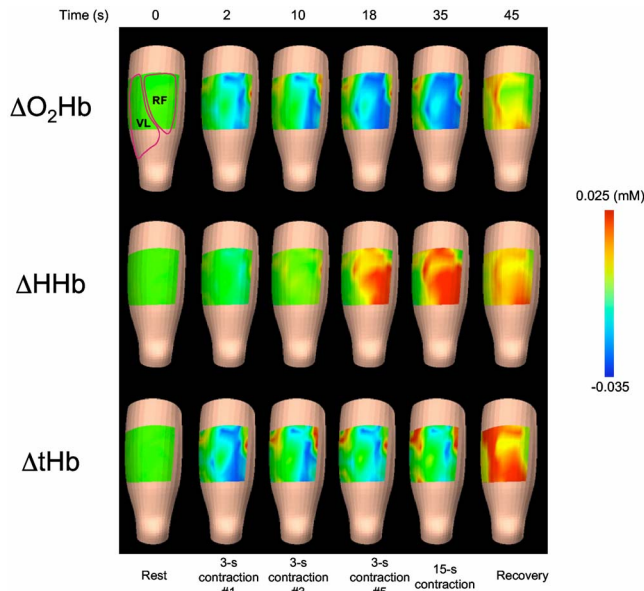 Time (s) 0 2 10 18 35 45
ΔO₂Hb
VL RF
0.025 (mM)
ΔHHb
-0.035
ΔtHb
Rest 3-s 3-s 3-s 15-s Recovery
contraction contraction contraction contraction